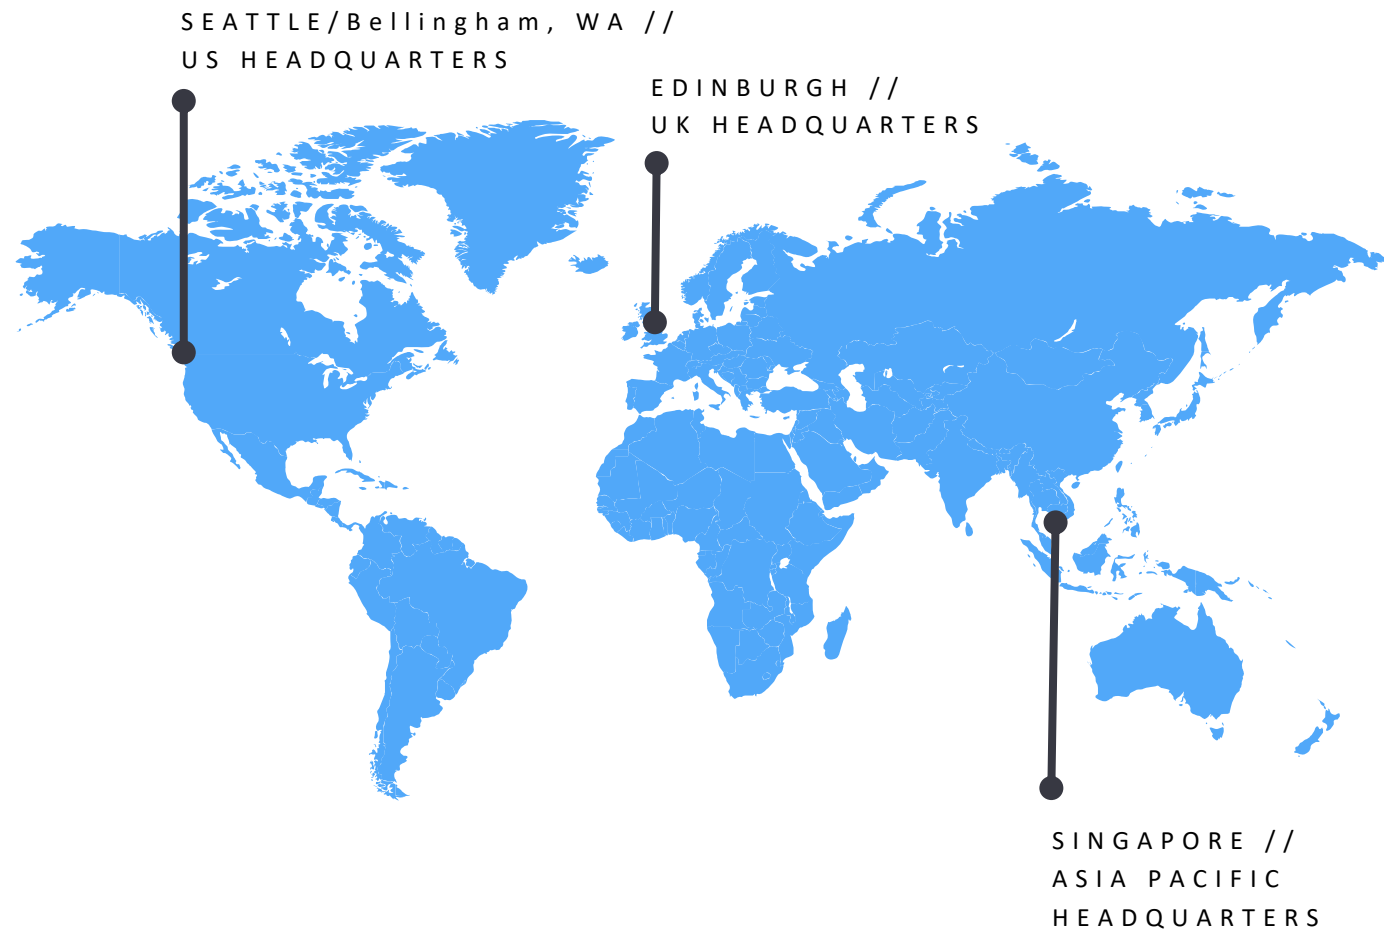 SEATTLE/Bellingham, WA //
US HEADQUARTERS
EDINBURGH //
UK HEADQUARTERS
SINGAPORE //
ASIA PACIFIC
HEADQUARTERS